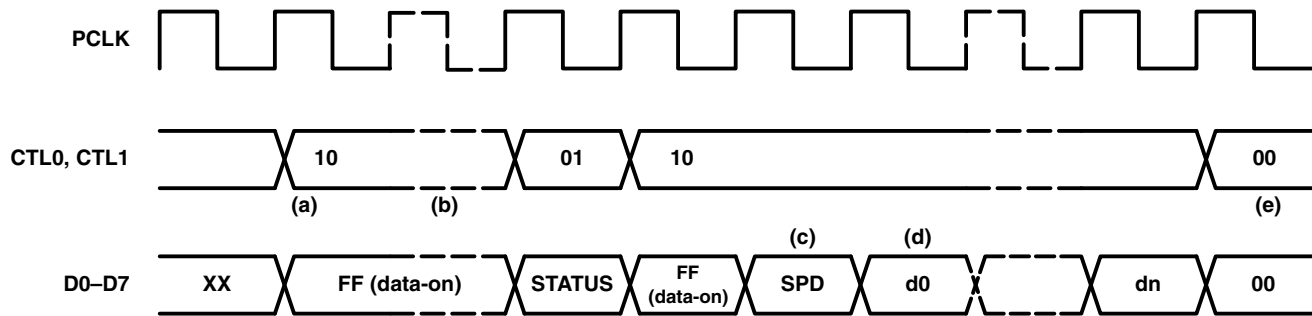 PCLK
CTL0, CTL1
10
01
10
00
(a)
(b)
(e)
(c)
(d)
D0–D7
XX
FF (data-on)
STATUS
FF
(data-on)
SPD
d0
dn
00